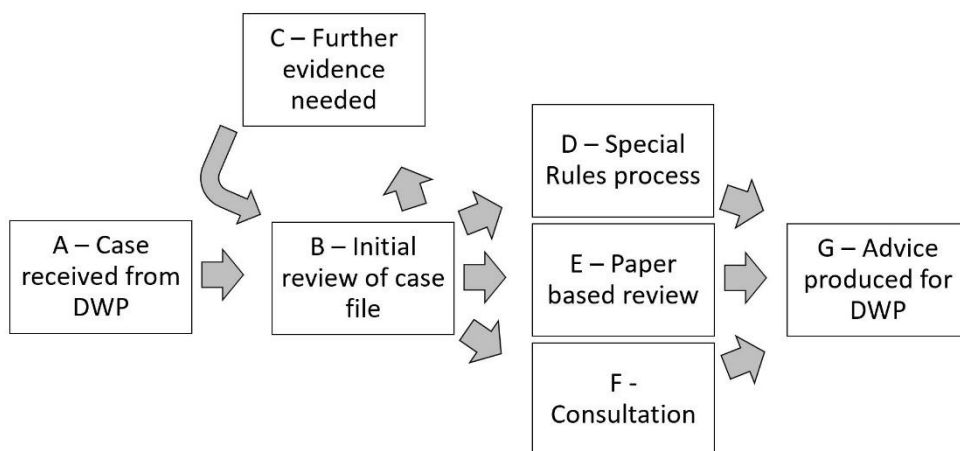 C – Further
evidence
needed
A – Case
received from
DWP
B – Initial
review of case
file
D – Special
Rules process
E – Paper
based review
F -
Consultation
G – Advice
produced for
DWP